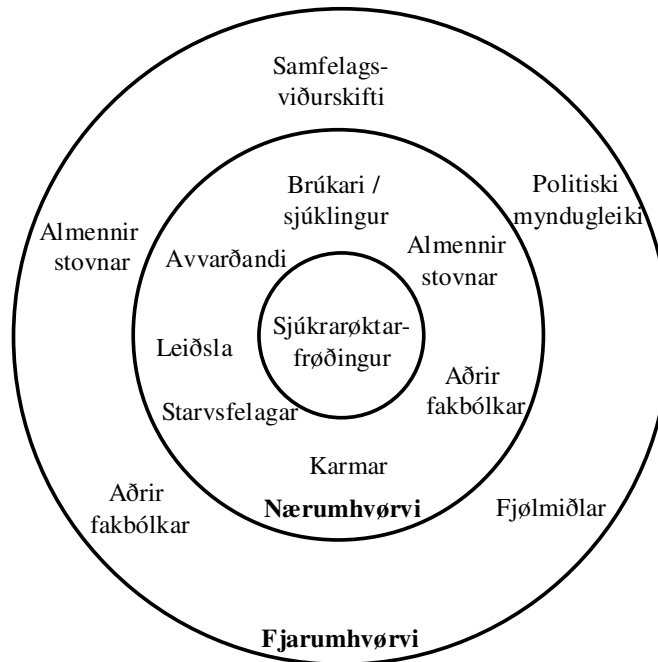 Samfelags-
viðurskifti
Politiski
myndugleiki
Almennir
stovnar
Brúkari /
sjúklingur
Avvarðandi
Almennir
stovnar
Leiðsla
Sjúkrarøktar-
frøðingur
Aðrir
fakbólkar
Starvsfelagar
Karmar
Nærumhvørvi
Aðrir
fakbólkar
Fjølmiðlar
Fjarumhvørvi